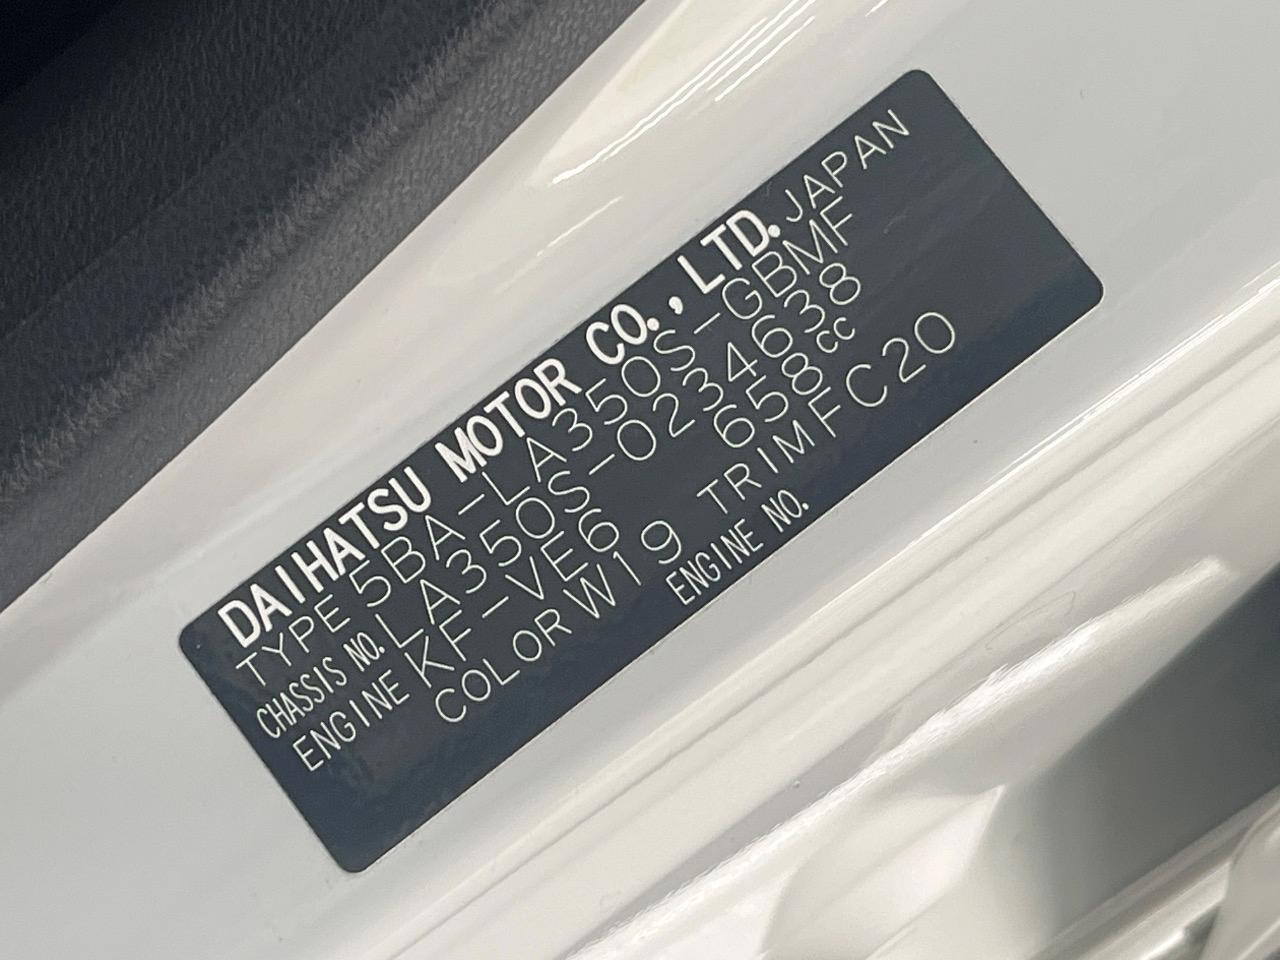 DAIHATSU MOTOR CO., LTD. JAPAN
TYPE 5BA-LA350S-GBMF
CHASSIS NO. LA350S-0234638
ENGINE KF-VE6 658cc
COLOR W19 TRIM FC20
ENGINE NO.